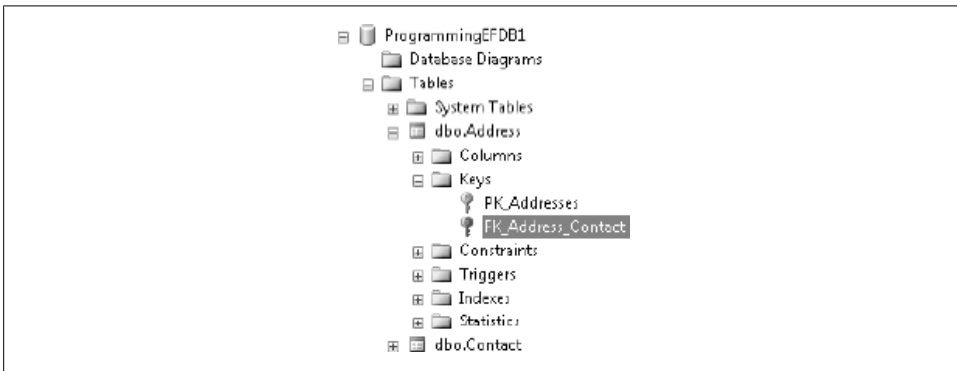 ProgrammingEFDB1
Database Diagrams
Tables
System Tables
dbo.Address
Columns
Keys
PK_Addresses
FK_Address_Contact
Constraints
Triggers
Indexes
Statistics
dbo.Contact